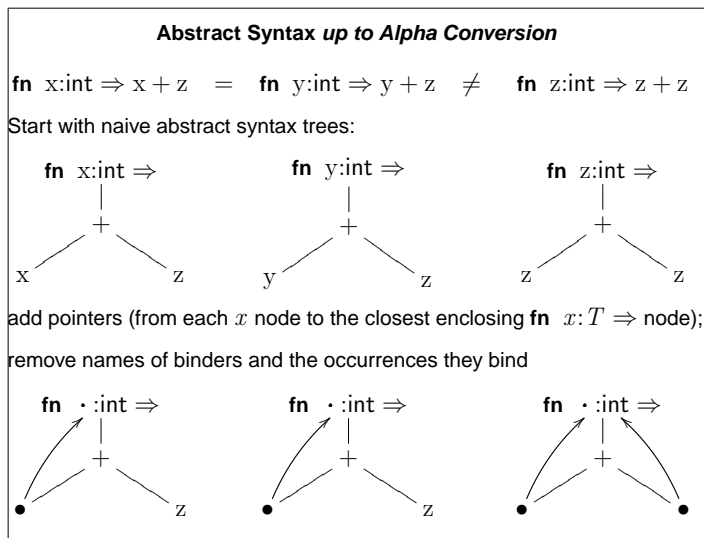 Abstract Syntax up to Alpha Conversion
fn x:int ⇒ x + z = fn y:int ⇒ y + z ≠ fn z:int ⇒ z + z
Start with naive abstract syntax trees:
fn x:int ⇒ fn y:int ⇒ fn z:int ⇒
+ + +
x z y z z z
add pointers (from each x node to the closest enclosing fn x:T ⇒ node);
remove names of binders and the occurrences they bind
fn · :int ⇒ fn · :int ⇒ fn · :int ⇒
+ + +
• z • z • •